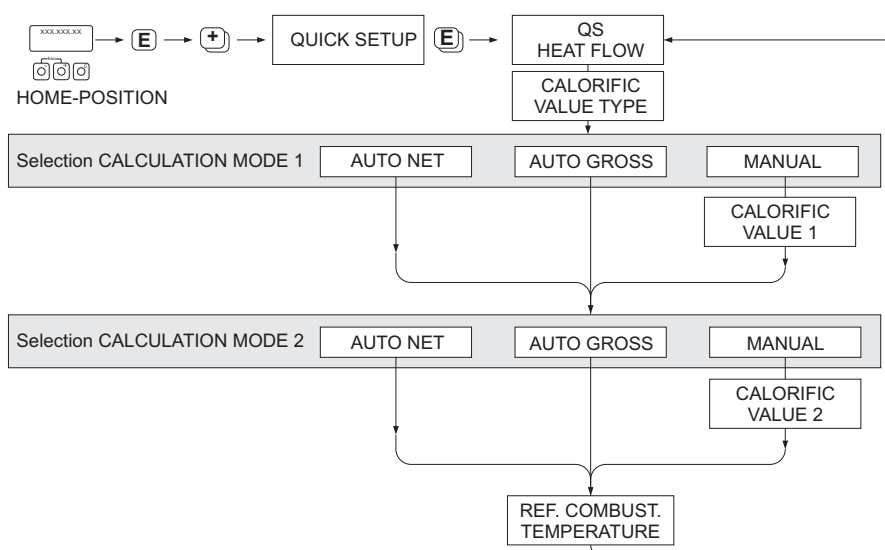 xxx.xxx.xx
Esc
E
+
QUICK SETUP
E
QS
HEAT FLOW
HOME-POSITION
CALORIFIC
VALUE TYPE
Selection CALCULATION MODE 1
AUTO NET
AUTO GROSS
MANUAL
CALORIFIC
VALUE 1
Selection CALCULATION MODE 2
AUTO NET
AUTO GROSS
MANUAL
CALORIFIC
VALUE 2
REF. COMBUST.
TEMPERATURE